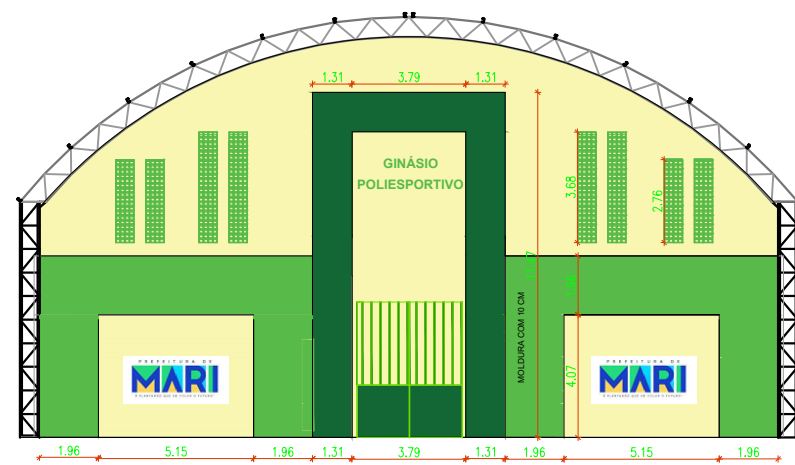 1.31 3.79 1.31
GINÁSIO
POLIESPORTIVO
3.68
2.76
MOLDURA COM 10 CM
4.07
PREFEITURA DE
MARI
PREFEITURA DE
MARI
1.96 5.15 1.96 1.31 3.79 1.31 1.96 5.15 1.96